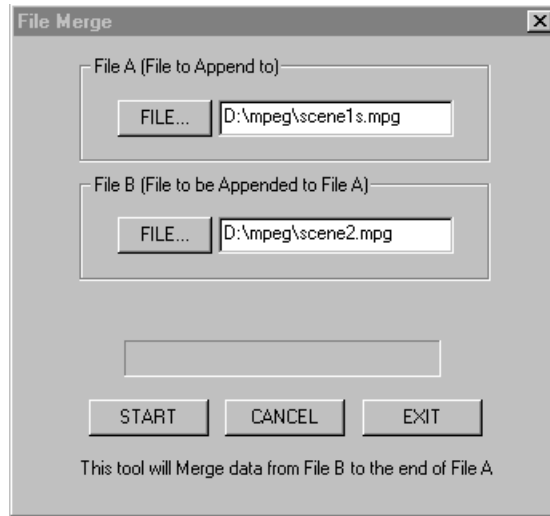 File Merge
File A (File to Append to)
FILE... D:\mpeg\scene1s.mpg
File B (File to be Appended to File A)
FILE... D:\mpeg\scene2.mpg
START CANCEL EXIT
This tool will Merge data from File B to the end of File A